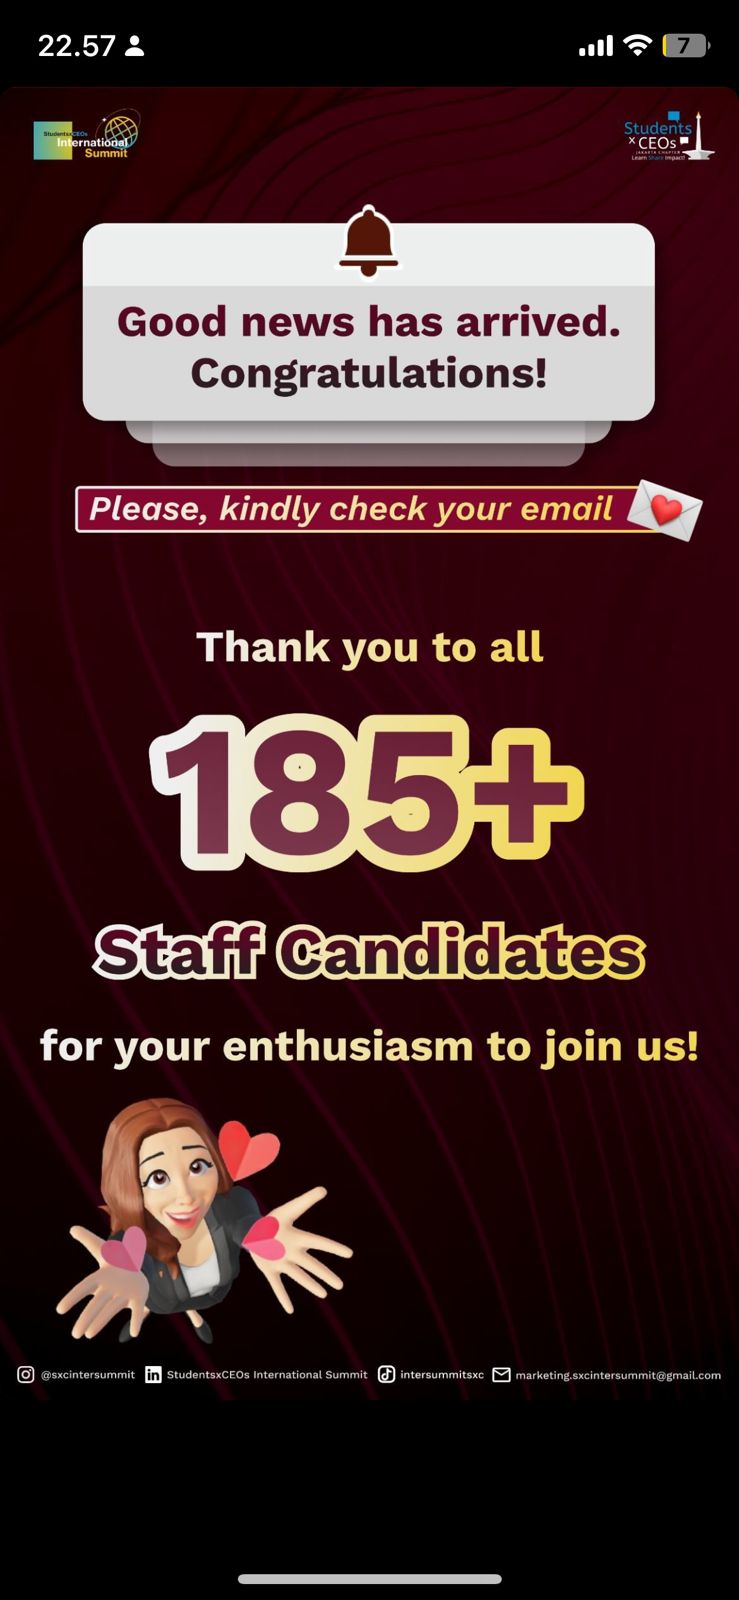 22.57
7
StudentsxCEOs
International
Summit
Students
x CEOs
JAKARTA CHAPTER
Learn Share Impact!
Good news has arrived.
Congratulations!
Please, kindly check your email
Thank you to all
185+
Staff Candidates
for your enthusiasm to join us!
@sxcintersummit StudentsxCEOs International Summit intersummitsxc marketing.sxcintersummit@gmail.com